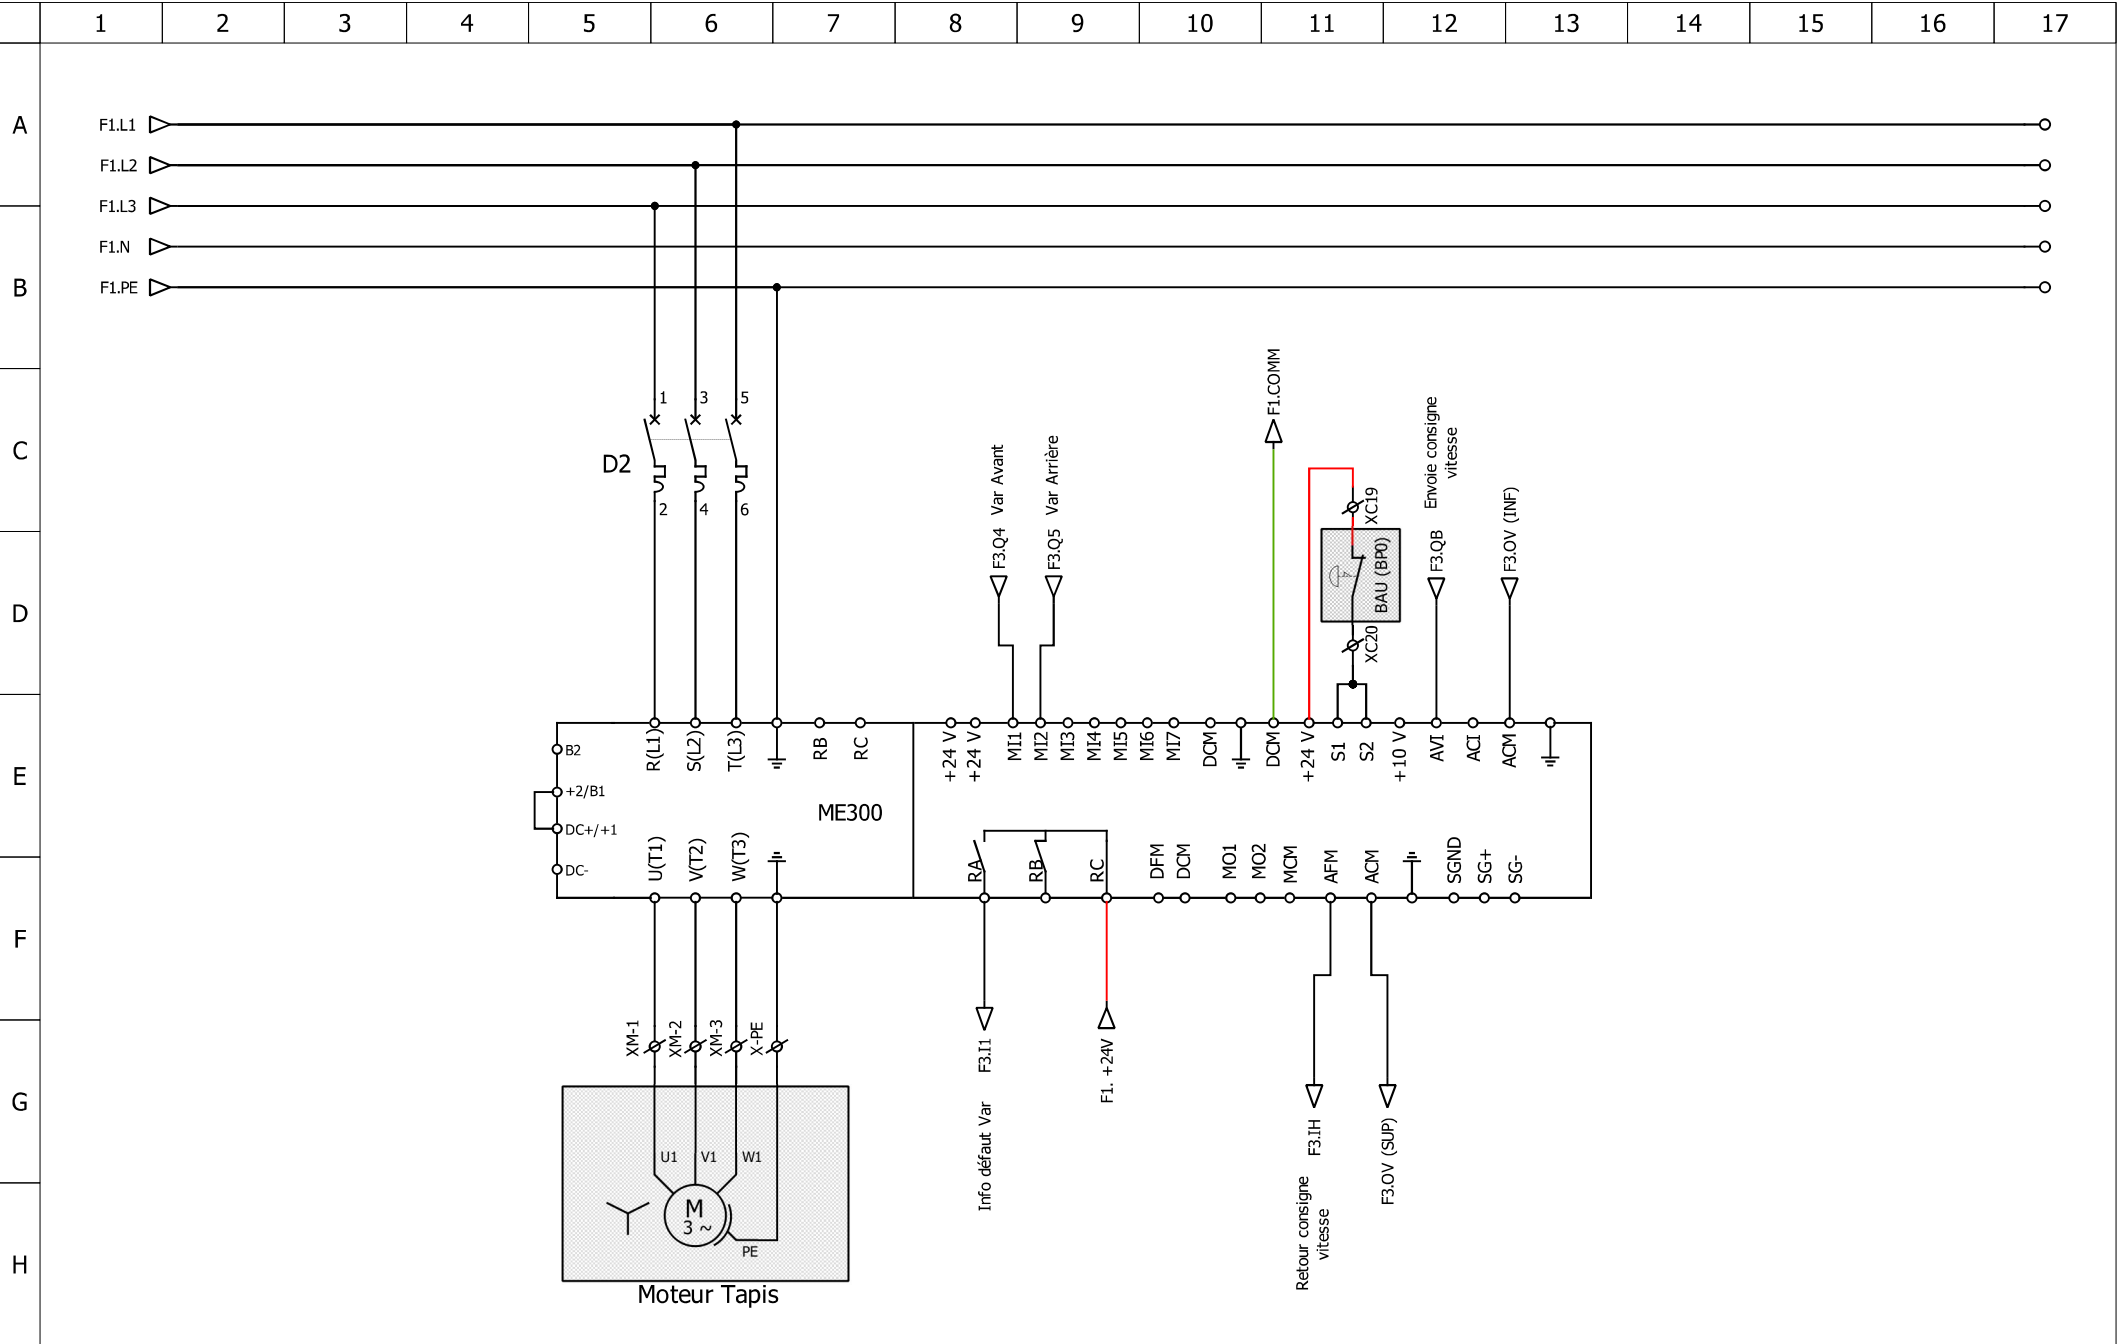 1 2 3 4 5 6 7 8 9 10 11 12 13 14 15 16 17
A
B
C
D
E
F
G
H
F1.L1
F1.L2
F1.L3
F1.N
F1.PE
D2
1 3 5
2 4 6
F3.Q4 Var Avant
F3.Q5 Var Arrière
F1.COMM
XC19
BAU (BP0)
XC20
Envoie consigne
vitesse
F3.QB
F3.OV (INF)
R(L1) S(L2) T(L3) RB RC
+24 V +24 V MI1 MI2 MI3 MI4 MI5 MI6 MI7 DCM DCM +24 V S1 S2 +10 V AVI ACI ACM
B2
+2/B1
DC+/+1
DC-
ME300
U(T1) V(T2) W(T3)
RA RB RC DFM DCM MO1 MO2 MCM AFM ACM SGND SG+ SG-
XM-1 XM-2 XM-3 X-PE
U1 V1 W1
M
3 ~
PE
Moteur Tapis
Info défaut Var F3.I1
F1. +24V
Retour consigne
vitesse
F3.IH
F3.OV (SUP)